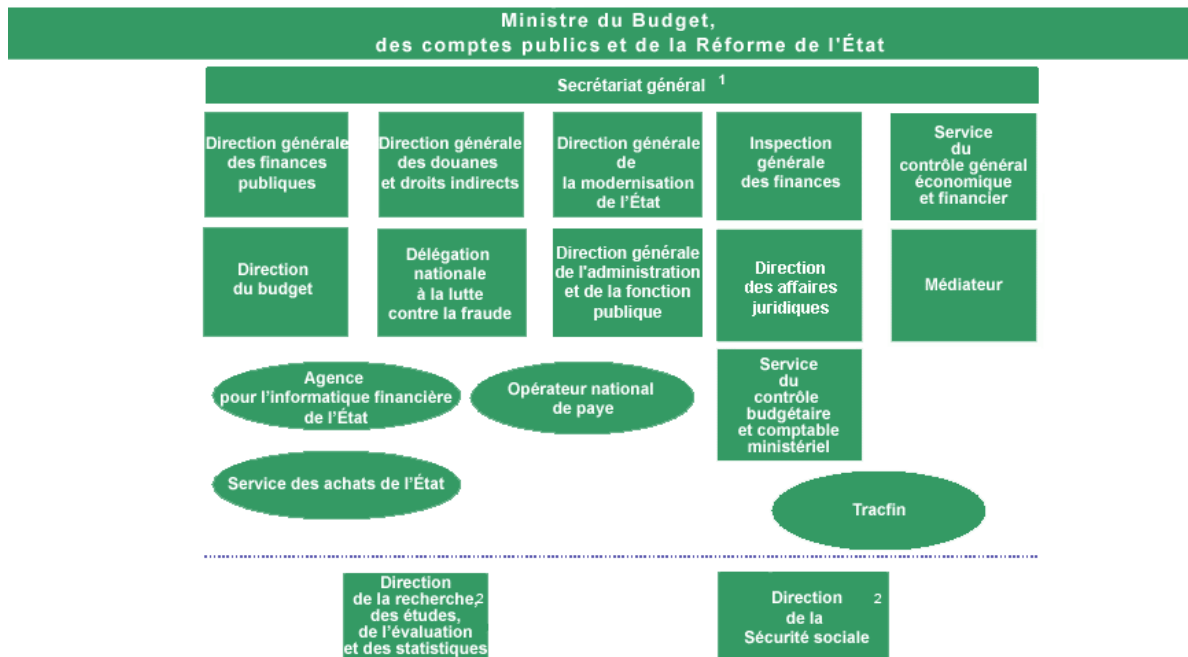 Ministre du Budget,
des comptes publics et de la Réforme de l'État
Secrétariat général 1
Direction générale
des finances
publiques
Direction générale
des douanes
et droits indirects
Direction générale
de
la modernisation
de l'État
Inspection
générale
des finances
Service
du
contrôle général
économique
et financier
Direction
du budget
Délégation
nationale
à la lutte
contre la fraude
Direction générale
de l'administration
et de la fonction
publique
Direction
des affaires
juridiques
Médiateur
Agence
pour l'informatique financière
de l'État
Opérateur national
de paye
Service
du
contrôle
budgétaire
et comptable
ministériel
Service des achats de l'État
Tracfin
Direction
de la recherche,2
des études,
de l'évaluation
et des statistiques
Direction 2
de la
Sécurité sociale